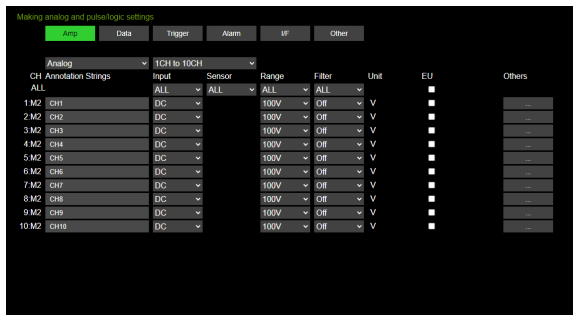 Making analog and pulse/logic settings
Amp Data Trigger Alarm I/F Other
Analog 1CH to 10CH
CH Annotation Strings Input Sensor Range Filter Unit EU Others
ALL ALL ALL ALL ALL
1:M2 CH1 DC 100V Off V ...
2:M2 CH2 DC 100V Off V ...
3:M2 CH3 DC 100V Off V ...
4:M2 CH4 DC 100V Off V ...
5:M2 CH5 DC 100V Off V ...
6:M2 CH6 DC 100V Off V ...
7:M2 CH7 DC 100V Off V ...
8:M2 CH8 DC 100V Off V ...
9:M2 CH9 DC 100V Off V ...
10:M2 CH10 DC 100V Off V ...